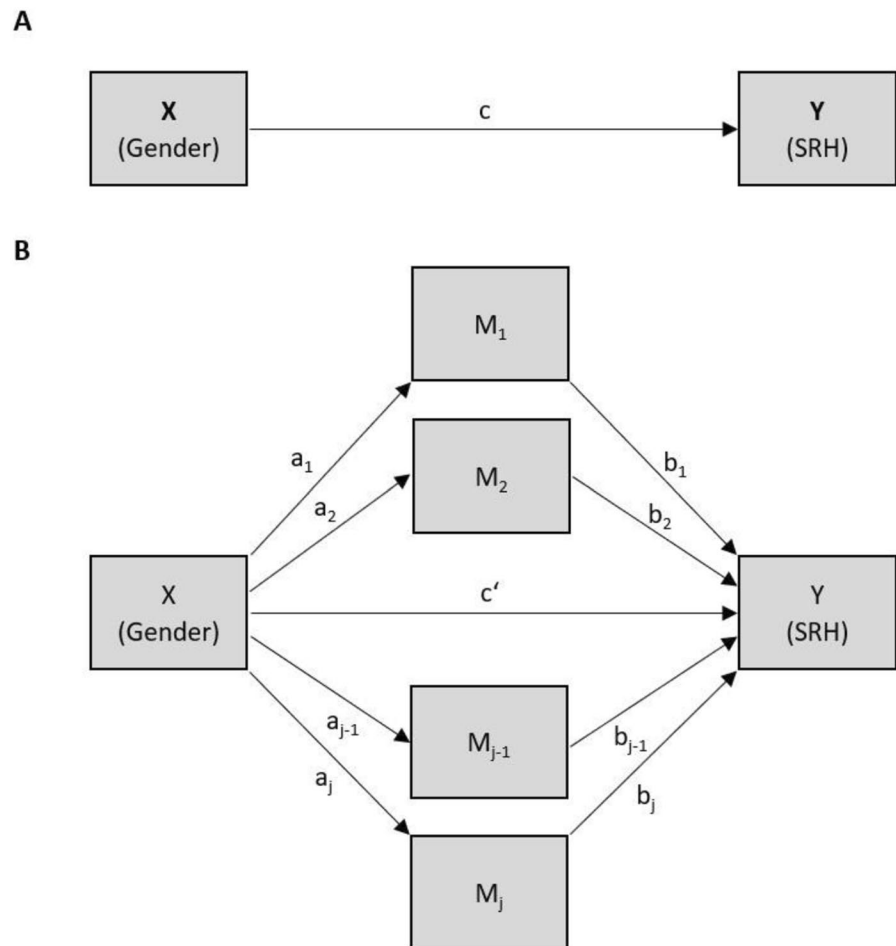 A
X
(Gender)
c
Y
(SRH)
B
M₁
a₁
b₁
M₂
a₂
b₂
X
(Gender)
c‘
Y
(SRH)
aⱼ₋₁
Mⱼ₋₁
bⱼ₋₁
aⱼ
bⱼ
Mⱼ